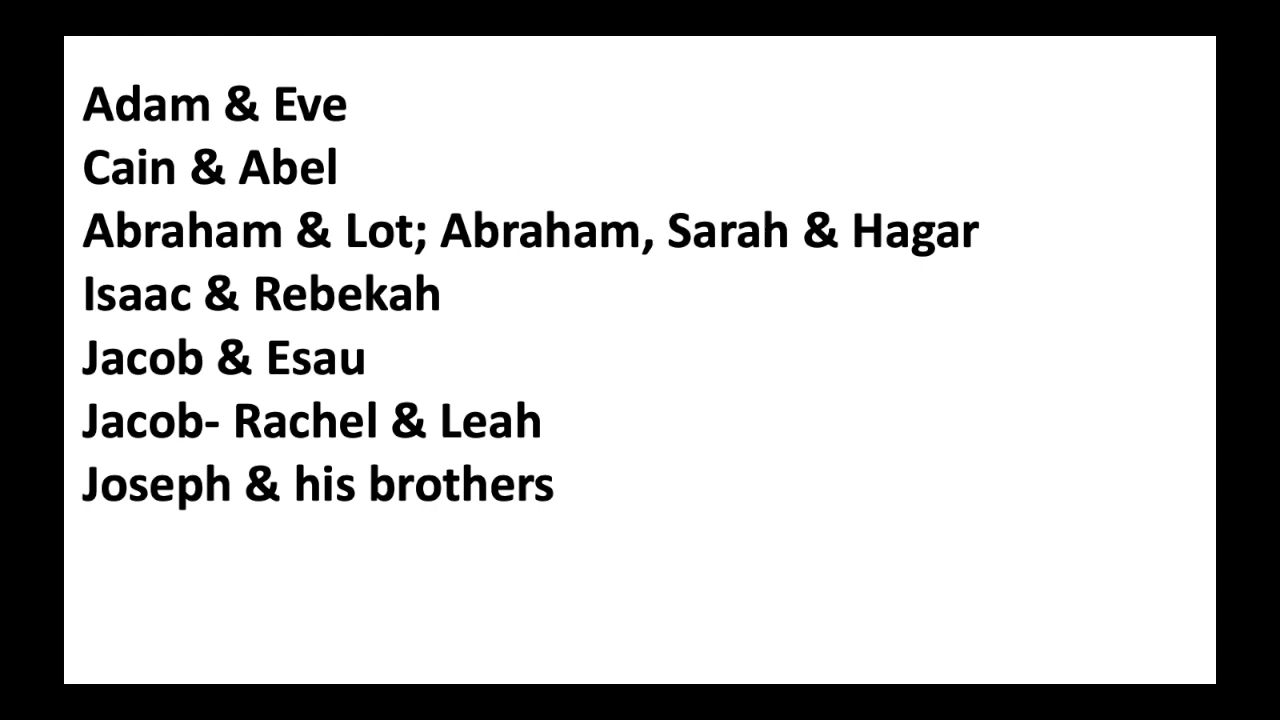 Adam & Eve
Cain & Abel
Abraham & Lot; Abraham, Sarah & Hagar
Isaac & Rebekah
Jacob & Esau
Jacob- Rachel & Leah
Joseph & his brothers